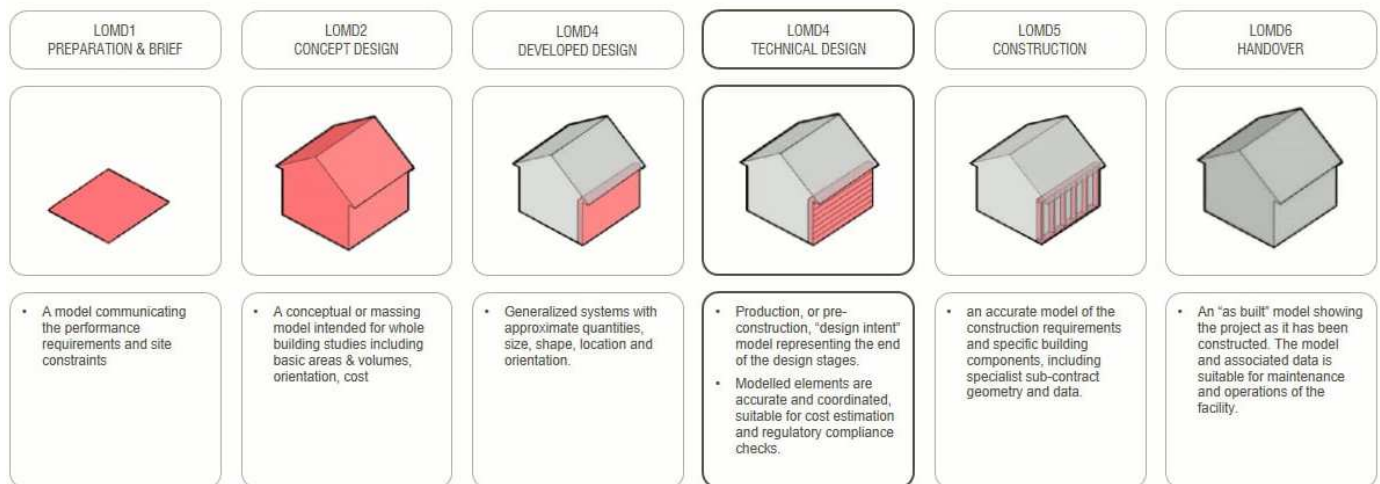 LOMD1
PREPARATION & BRIEF
LOMD2
CONCEPT DESIGN
LOMD4
DEVELOPED DESIGN
LOMD4
TECHNICAL DESIGN
LOMD5
CONSTRUCTION
LOMD6
HANDOVER
• A model communicating
the performance
requirements and site
constraints
• A conceptual or massing
model intended for whole
building studies including
basic areas & volumes,
orientation, cost
• Generalized systems with
approximate quantities,
size, shape, location and
orientation.
• Production, or pre-
construction, “design intent”
model representing the end
of the design stages.
• Modelled elements are
accurate and coordinated,
suitable for cost estimation
and regulatory compliance
checks.
• an accurate model of the
construction requirements
and specific building
components, including
specialist sub-contract
geometry and data.
• An “as built” model showing
the project as it has been
constructed. The model
and associated data is
suitable for maintenance
and operations of the
facility.